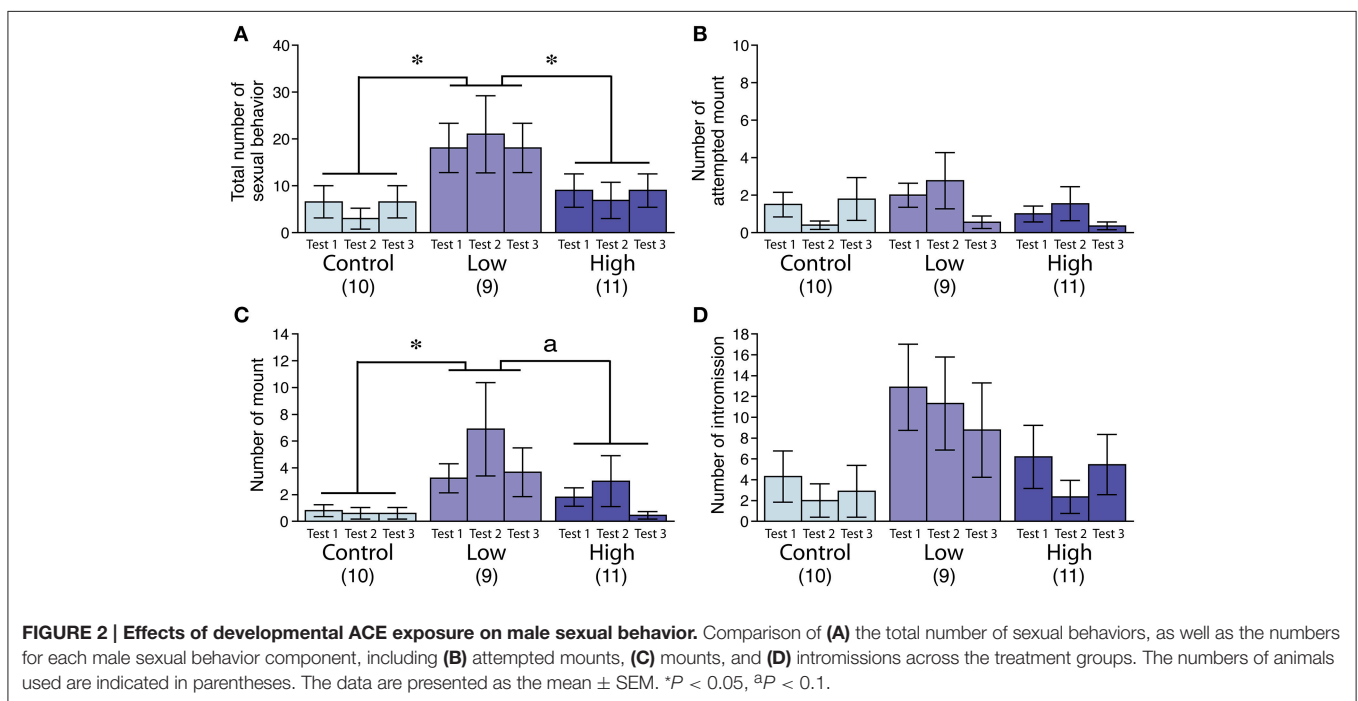 A
Total number of
sexual behavior
40
30
20
10
0
*
*
Test 1 Test 2 Test 3 Test 1 Test 2 Test 3 Test 1 Test 2 Test 3
Control Low High
(10) (9) (11)
B
Number of
attempted mount
10
8
6
4
2
0
Test 1 Test 2 Test 3 Test 1 Test 2 Test 3 Test 1 Test 2 Test 3
Control Low High
(10) (9) (11)
C
Number of mount
14
12
10
8
6
4
2
0
*
a
Test 1 Test 2 Test 3 Test 1 Test 2 Test 3 Test 1 Test 2 Test 3
Control Low High
(10) (9) (11)
D
Number of intromission
18
16
14
12
10
8
6
4
2
0
Test 1 Test 2 Test 3 Test 1 Test 2 Test 3 Test 1 Test 2 Test 3
Control Low High
(10) (9) (11)
FIGURE 2 | Effects of developmental ACE exposure on male sexual behavior. Comparison of (A) the total number of sexual behaviors, as well as the numbers
for each male sexual behavior component, including (B) attempted mounts, (C) mounts, and (D) intromissions across the treatment groups. The numbers of animals
used are indicated in parentheses. The data are presented as the mean ± SEM. *P < 0.05, aP < 0.1.